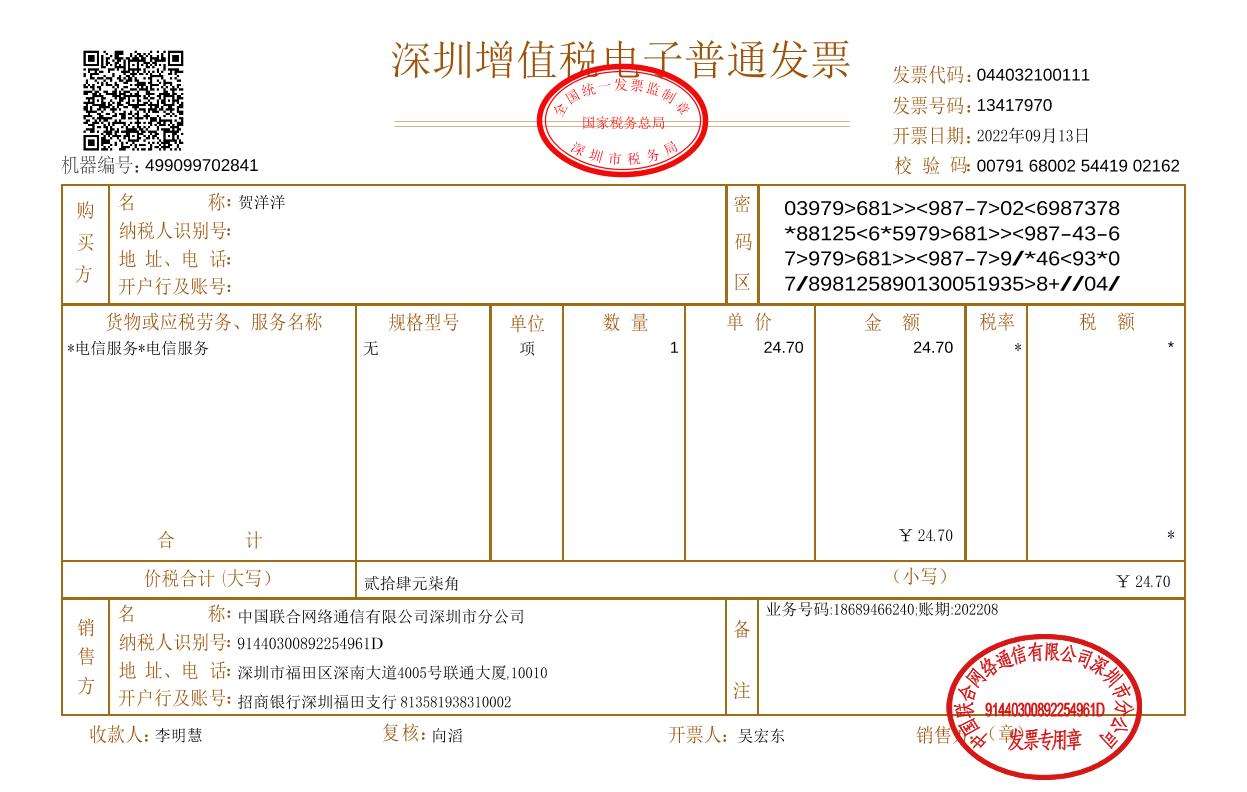 深圳增值税电子普通发票
全国统一发票监制章
国家税务总局
深圳市税务局
发票代码: 044032100111
发票号码: 13417970
开票日期: 2022年09月13日
机器编号: 499099702841
校 验 码: 00791 68002 54419 02162
购买方
名 称: 贺洋洋
纳税人识别号:
地 址、电 话:
开户行及账号:
密码区
03979>681>><987-7>02<6987378
*88125<6*5979>681>><987-43-6
7>979>681>><987-7>9/*46<93*0
7/898125890130051935>8+//04/
货物或应税劳务、服务名称 规格型号 单位 数 量 单 价 金 额 税率 税 额
*电信服务*电信服务 无 项 1 24.70 24.70 * *
合 计 ￥24.70 *
价税合计(大写) 贰拾肆元柒角 (小写) ￥24.70
销售方
名 称: 中国联合网络通信有限公司深圳市分公司
纳税人识别号: 91440300892254961D
地 址、电 话: 深圳市福田区深南大道4005号联通大厦,10010
开户行及账号: 招商银行深圳福田支行 813581938310002
备注
业务号码:18689466240;账期:202208
中国联合网络通信有限公司深圳市分公司
91440300892254961D
发票专用章
收款人: 李明慧 复核: 向滔 开票人: 吴宏东 销售方:(章)